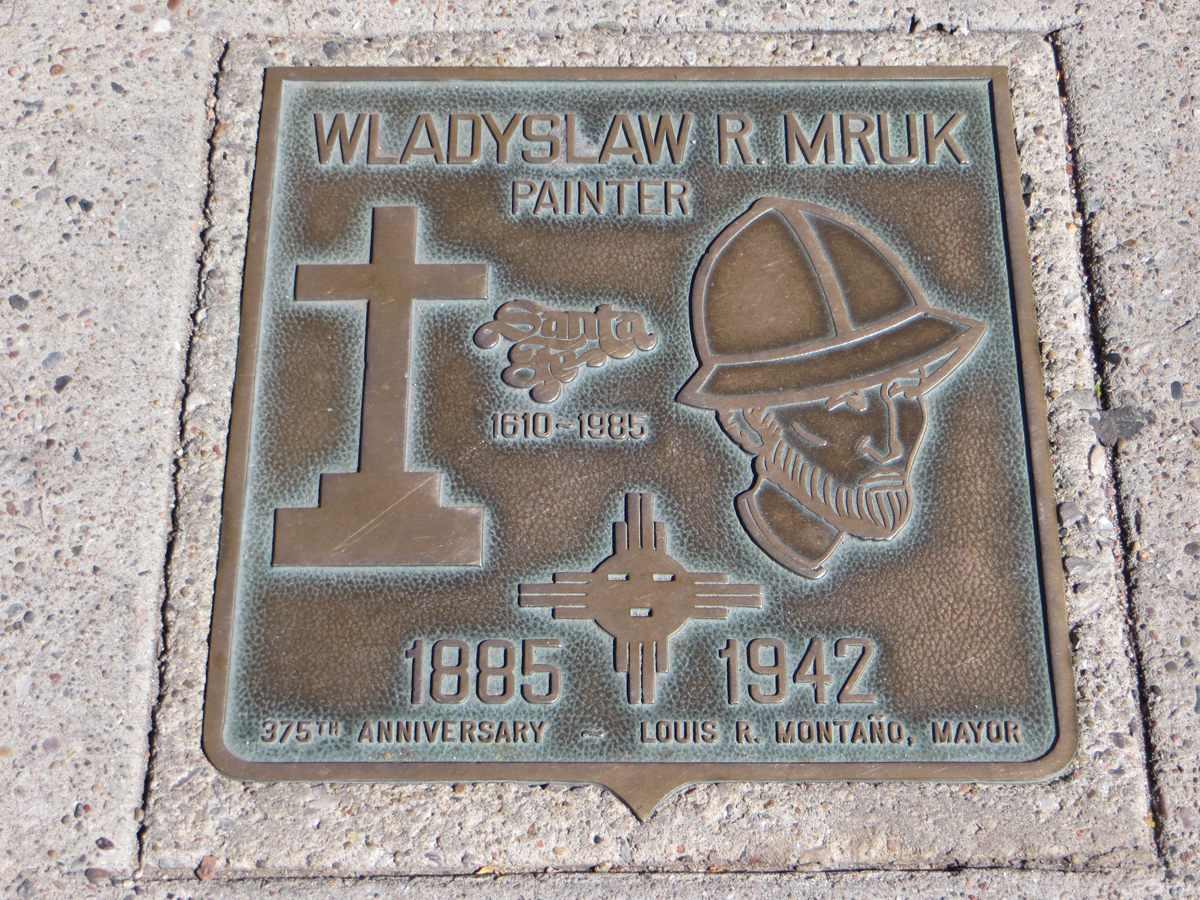 WLADYSLAW R. MRUK
PAINTER
Santa
Fe
1610~1985
1885 1942
375TH ANNIVERSARY ~ LOUIS R. MONTAÑO, MAYOR